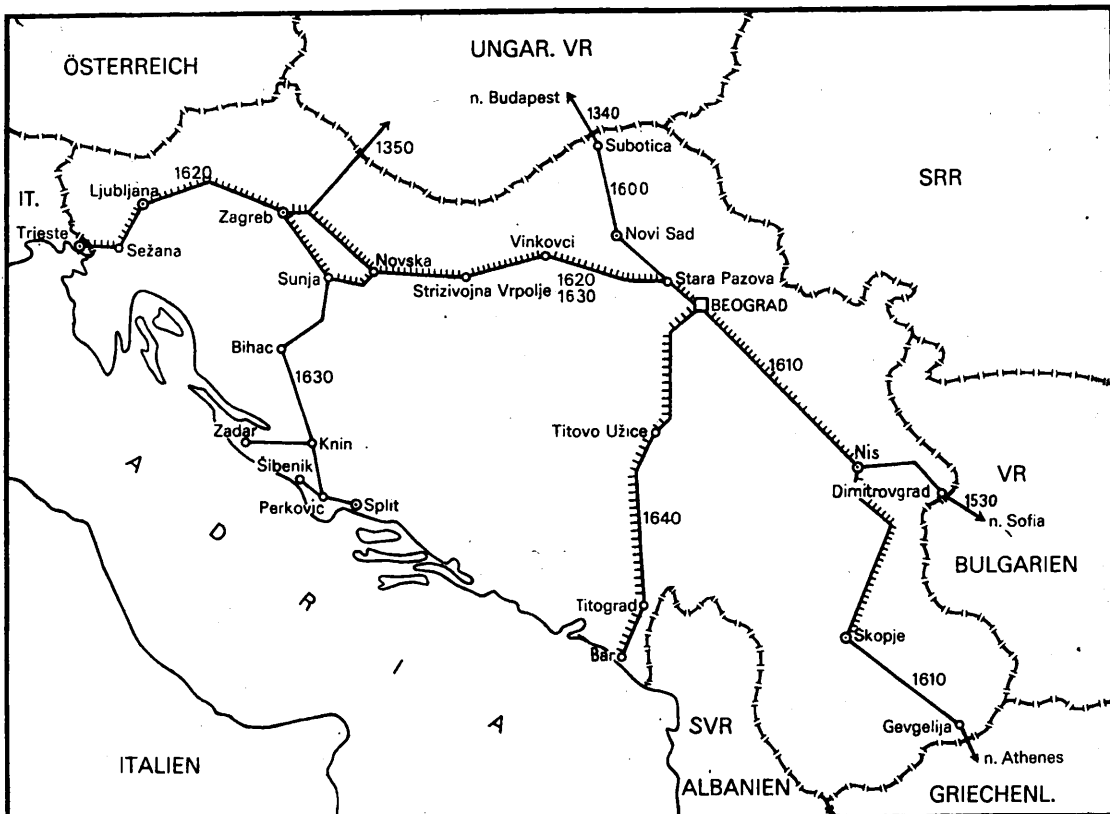 UNGAR. VR
ÖSTERREICH
n. Budapest
1340
Subotica
1350
SRR
1620
Ljubljana
1600
IT.
Zagreb
Trieste
Sežana
Novi Sad
Vinkovci
Novska
Sunja
Strizivojna Vrpolje
1620
1630
Stara Pazova
BEOGRAD
Bihac
1630
1610
Zadar
Knin
Titovo Užice
Šibenik
Nis
Perkovic
Split
Dimitrovgrad
VR
1530
n. Sofia
1640
BULGARIEN
A
D
R
I
A
Titograd
Skopje
Bar
1610
SVR
Gevgelija
ITALIEN
n. Athenes
ALBANIEN
GRIECHENL.